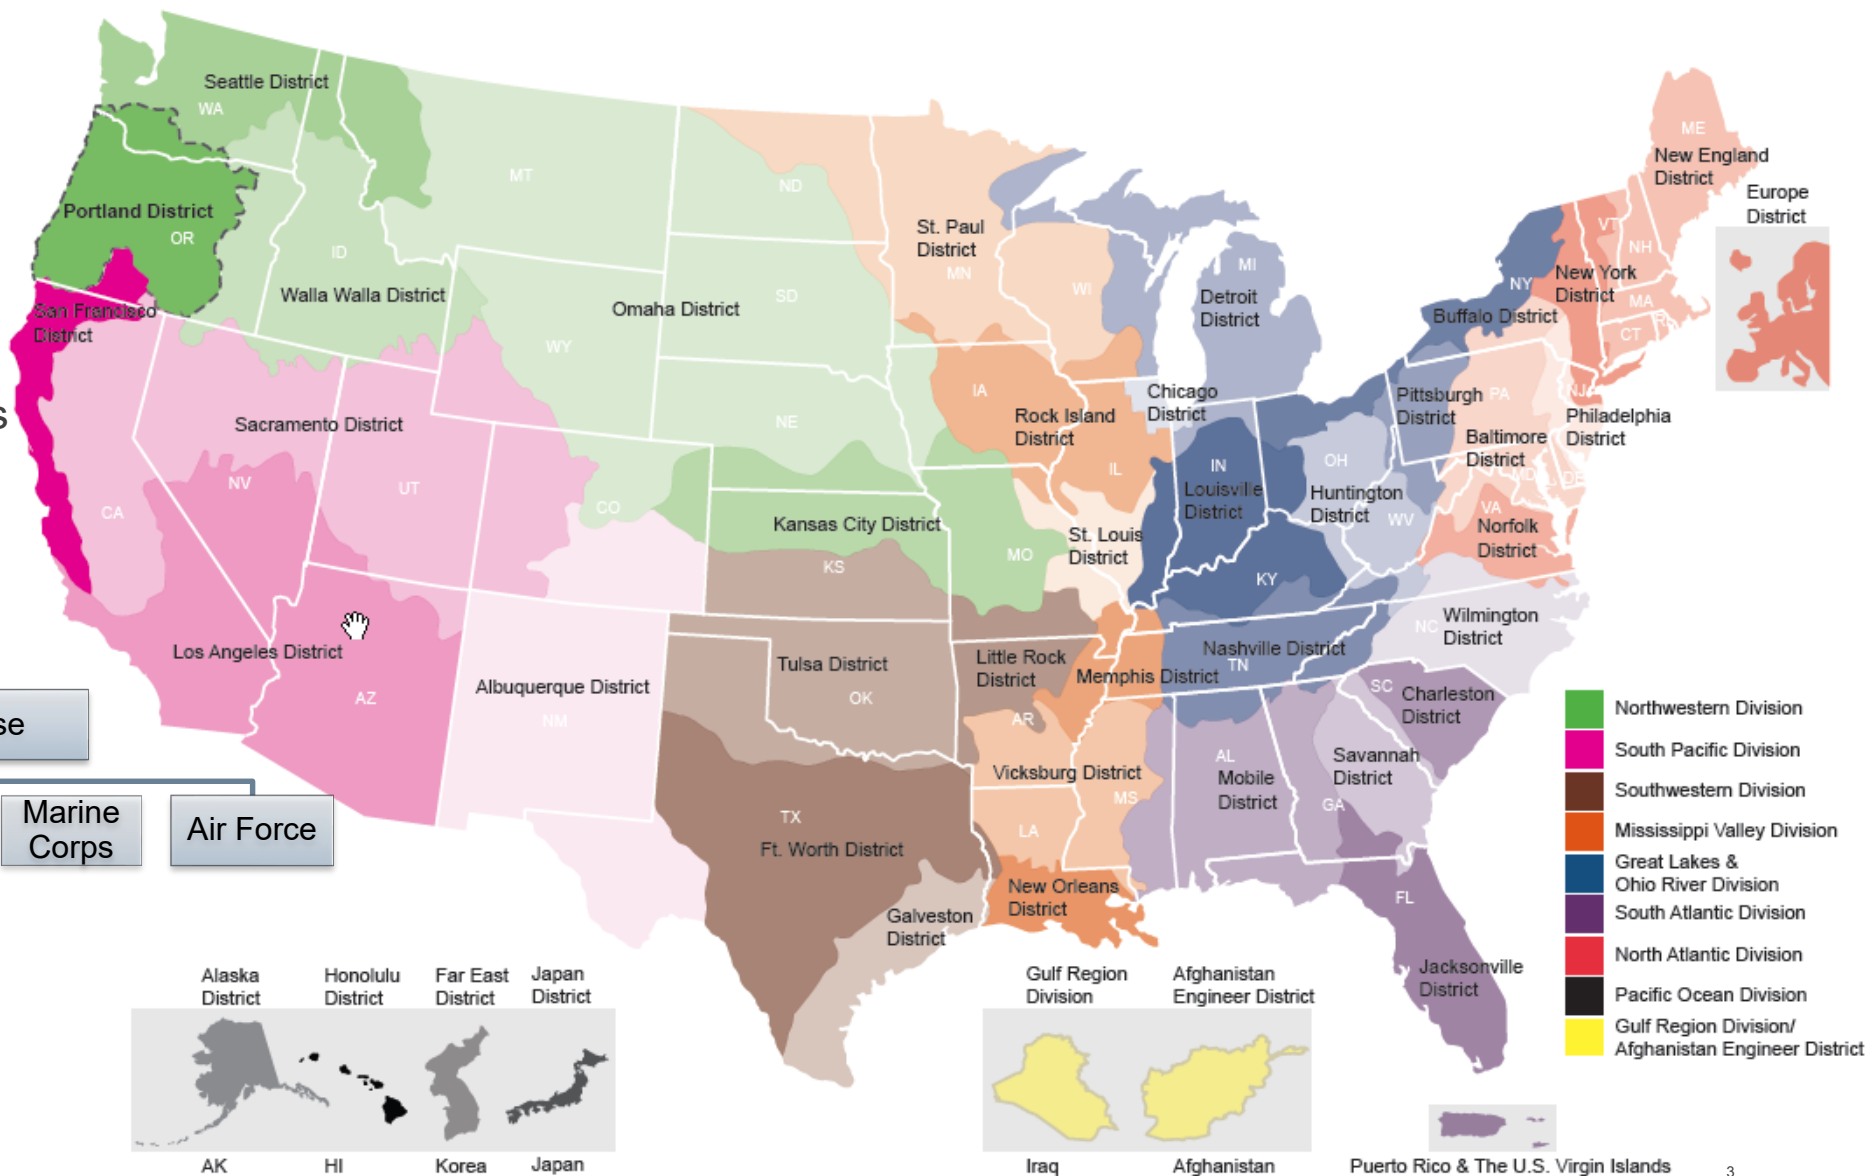 Seattle District
WA
Portland District
OR
San Francisco
District
MT
ND
ID
Walla Walla District
Omaha District
SD
WY
NE
St. Paul
District
MN
WI
MI
Detroit
District
ME
New England
District
Europe
District
VT
NH
NY
New York
District
MA
RI
CT
Buffalo District
Chicago
District
Pittsburgh
District
PA
NJ
Philadelphia
District
Baltimore
District
MD
DE
IA
Rock Island
District
IL
IN
Louisville
District
OH
Huntington
District
WV
VA
Norfolk
District
s
Sacramento District
NV
UT
CA
CO
Kansas City District
KS
MO
St. Louis
District
KY
Wilmington
District
NC
Los Angeles District
AZ
Albuquerque District
NM
Tulsa District
OK
Little Rock
District
AR
Memphis District
Nashville District
TN
SC
Charleston
District
se
Marine
Corps
Air Force
TX
Ft. Worth District
Galveston
District
Vicksburg District
MS
LA
New Orleans
District
AL
Mobile
District
Savannah
District
GA
FL
Jacksonville
District
Northwestern Division
South Pacific Division
Southwestern Division
Mississippi Valley Division
Great Lakes &
Ohio River Division
South Atlantic Division
North Atlantic Division
Pacific Ocean Division
Gulf Region Division/
Afghanistan Engineer District
Alaska
District
Honolulu
District
Far East
District
Japan
District
AK
HI
Korea
Japan
Gulf Region
Division
Afghanistan
Engineer District
Iraq
Afghanistan
Puerto Rico & The U.S. Virgin Islands
3